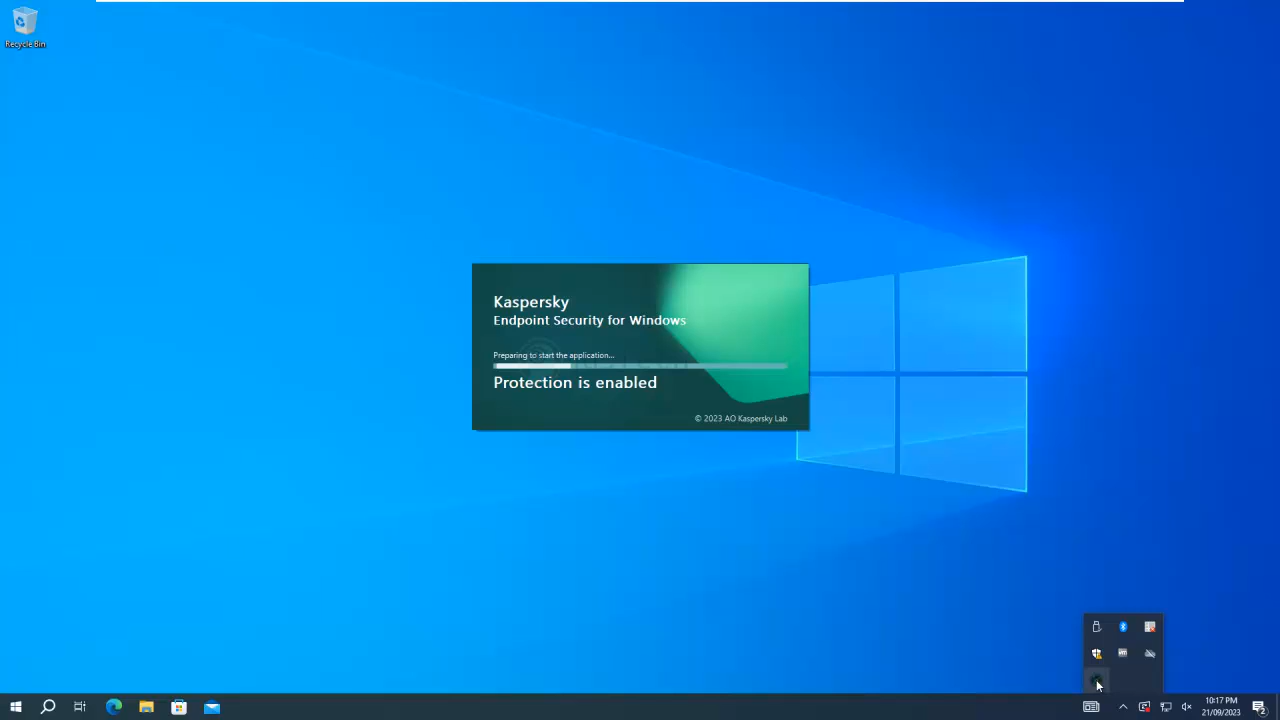 Recycle Bin
Kaspersky
Endpoint Security for Windows
Preparing to start the application...
Protection is enabled
© 2023 AO Kaspersky Lab
10:17 PM
21/09/2023
2